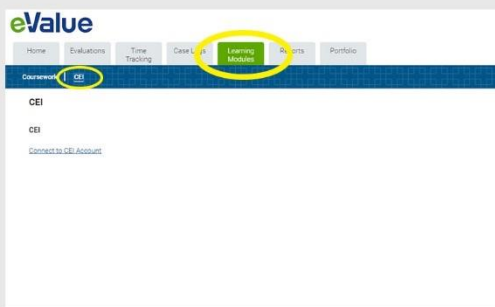 eValue
Home Evaluations Time Tracking Case Logs Learning Modules Reports Portfolio
Coursework CEI
CEI
CEI
Connect to CEI Account